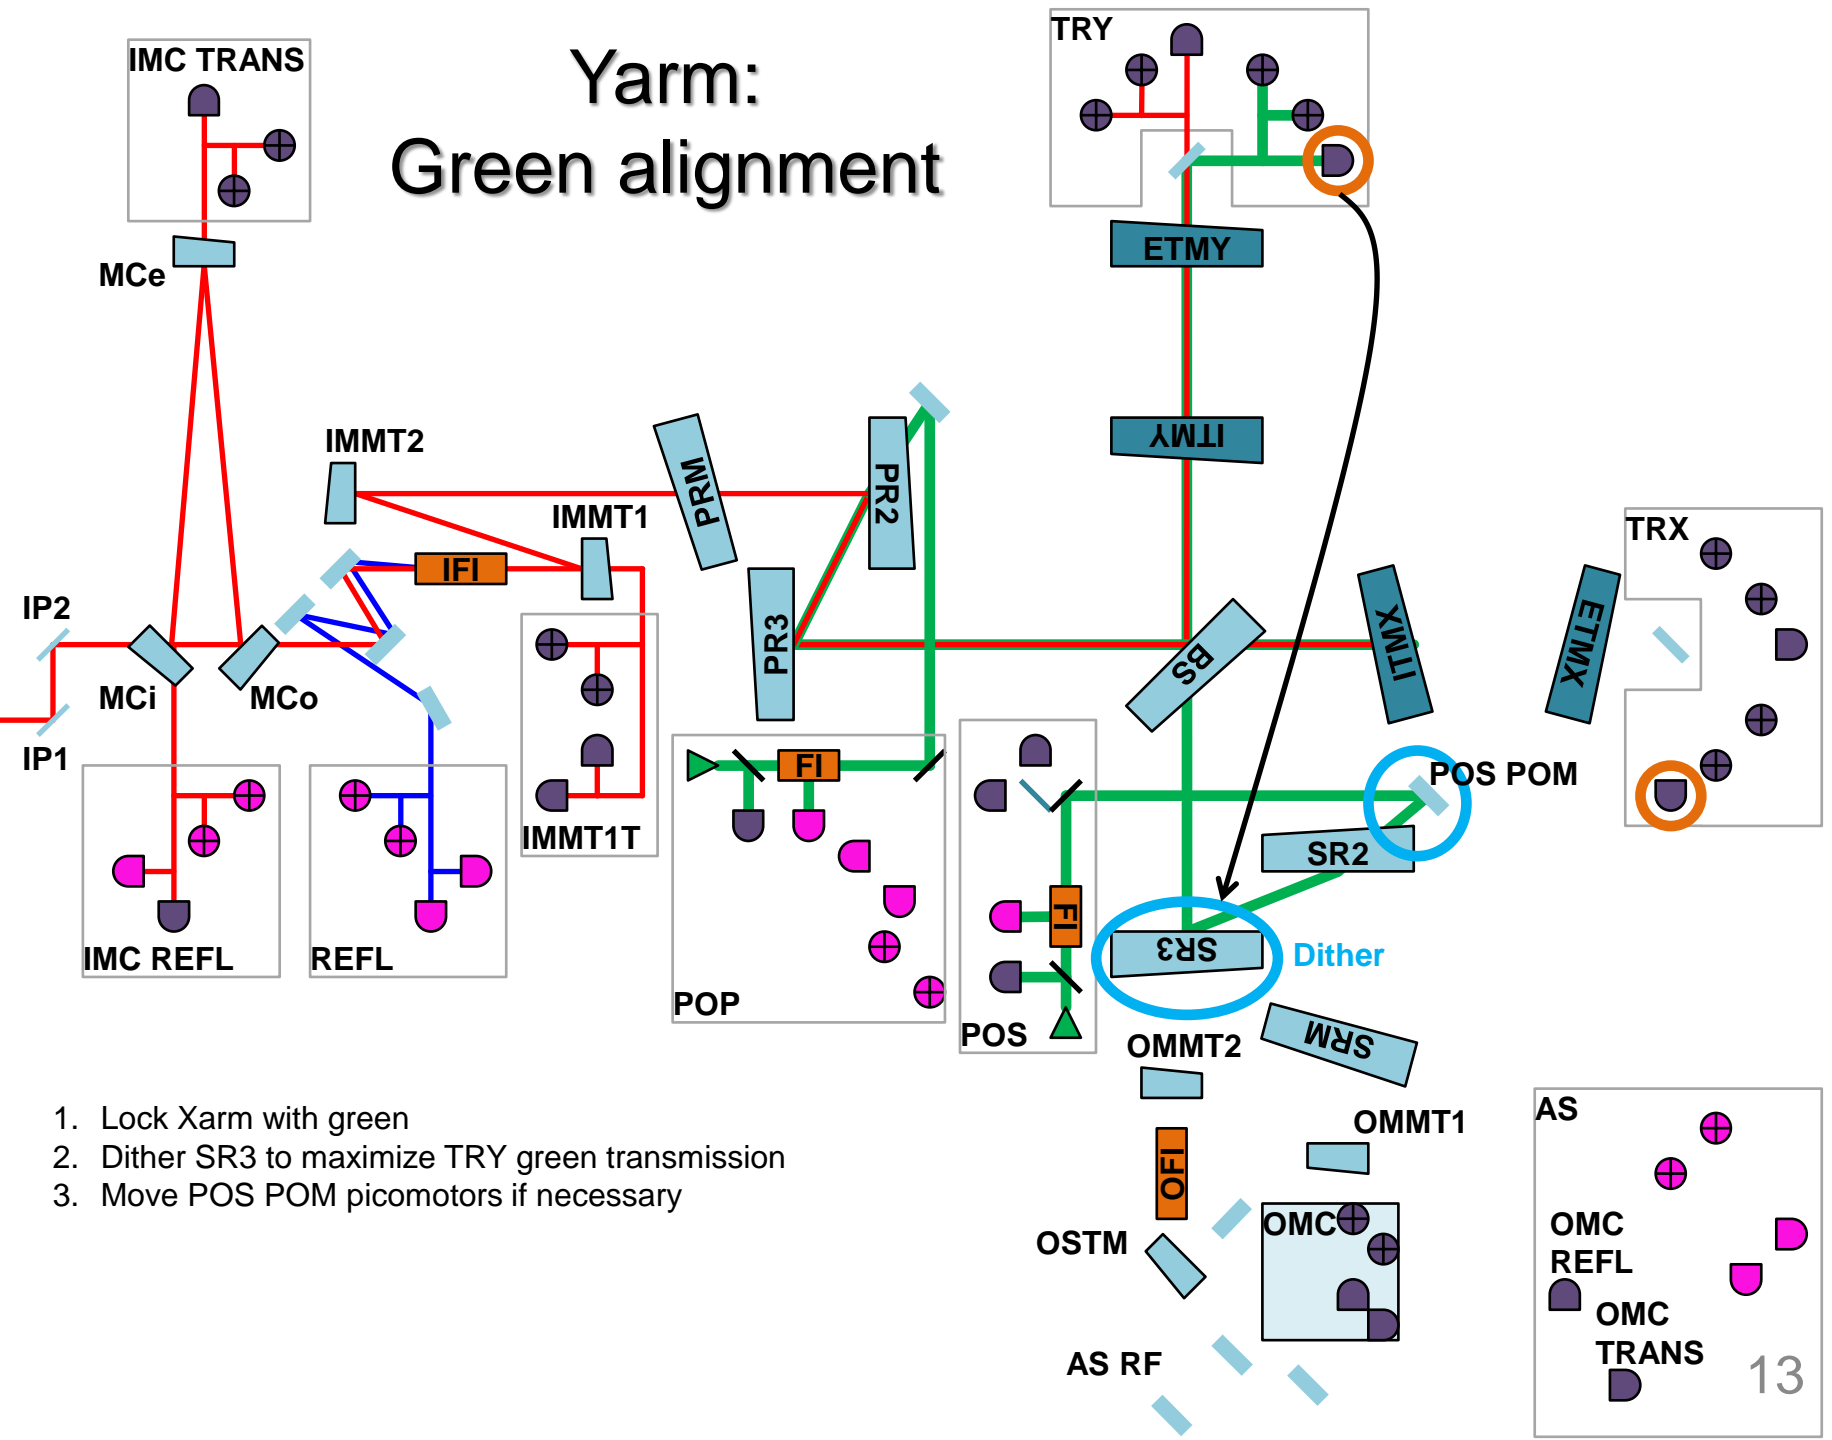 Yarm:
Green alignment
IMC TRANS
TRY
MCe
ETMY
ITMY
IMMT2
IMMT1
PRM
PR2
IFI
TRX
ITMX
ETMX
IP2
IP1
MCi
MCo
PR3
BS
FI
POS POM
IMMT1T
SR2
FI
IMC REFL
REFL
POP
POS
SR3
Dither
OMMT2
SRM
OMMT1
AS
1. Lock Xarm with green
2. Dither SR3 to maximize TRY green transmission
3. Move POS POM picomotors if necessary
OFI
OSTM
OMC
OMC
REFL
OMC
TRANS
AS RF
13